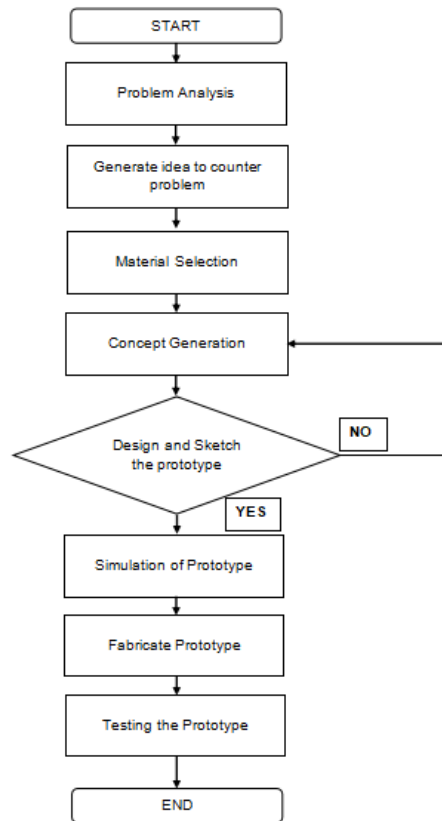 START
Problem Analysis
Generate idea to counter
problem
Material Selection
Concept Generation
Design and Sketch
the prototype
NO
YES
Simulation of Prototype
Fabricate Prototype
Testing the Prototype
END